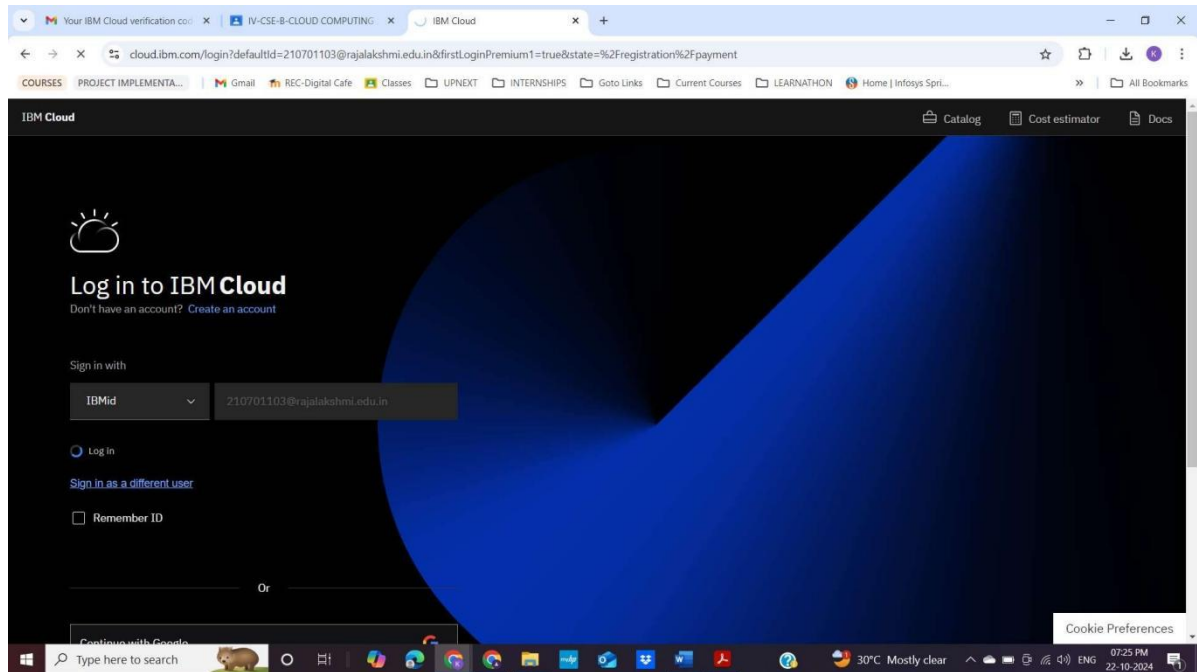 Your IBM Cloud verification cod
IV-CSE-B-CLOUD COMPUTING
IBM Cloud
cloud.ibm.com/login?defaultId=210701103@rajalakshmi.edu.in&firstLoginPremium1=true&state=%2Fregistration%2Fpayment
K
COURSES PROJECT IMPLEMENTA... Gmail REC-Digital Cafe Classes UPNEXT INTERNSHIPS Goto Links Current Courses LEARNATHON Home | Infosys Spri... » All Bookmarks
IBM Cloud Catalog Cost estimator Docs
Log in to IBM Cloud
Don't have an account? Create an account
Sign in with
IBMid 210701103@rajalakshmi.edu.in
Log in
Sign in as a different user
Remember ID
Or
Continue with Google
Cookie Preferences
Type here to search
30°C Mostly clear
ENG
07:25 PM
22-10-2024